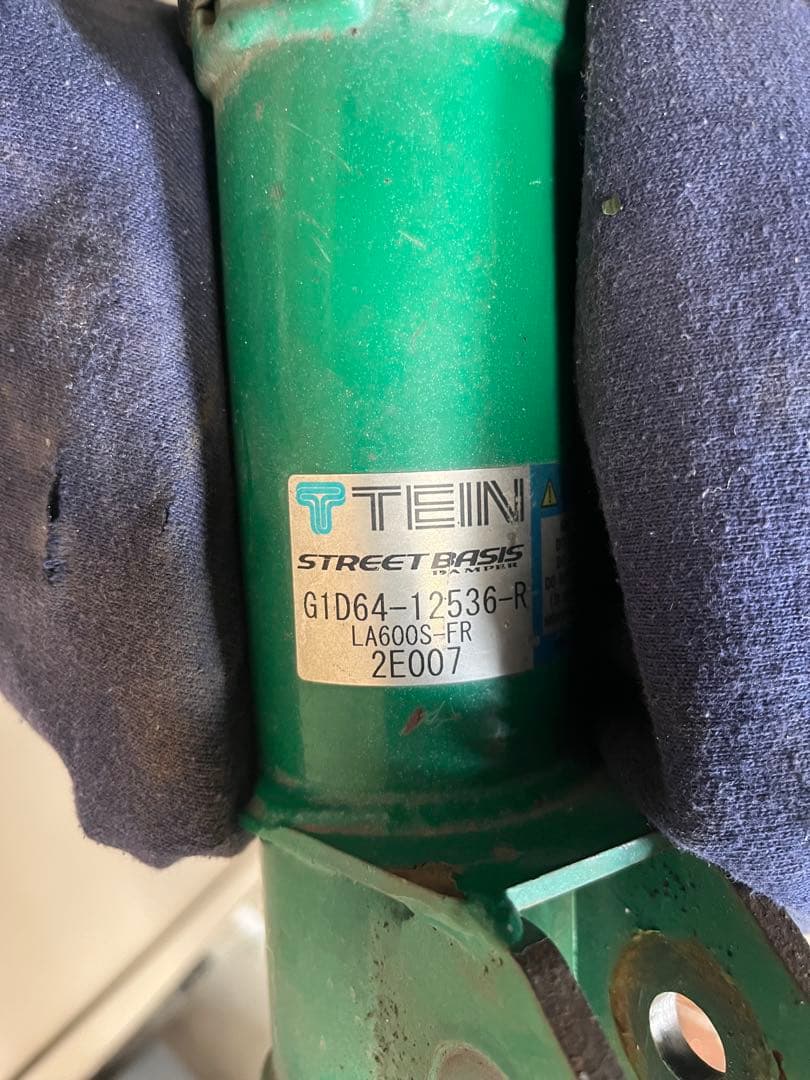 TEIN
STREET BASIS
DAMPER
G1D64-12536-R
LA600S-FR
2E007